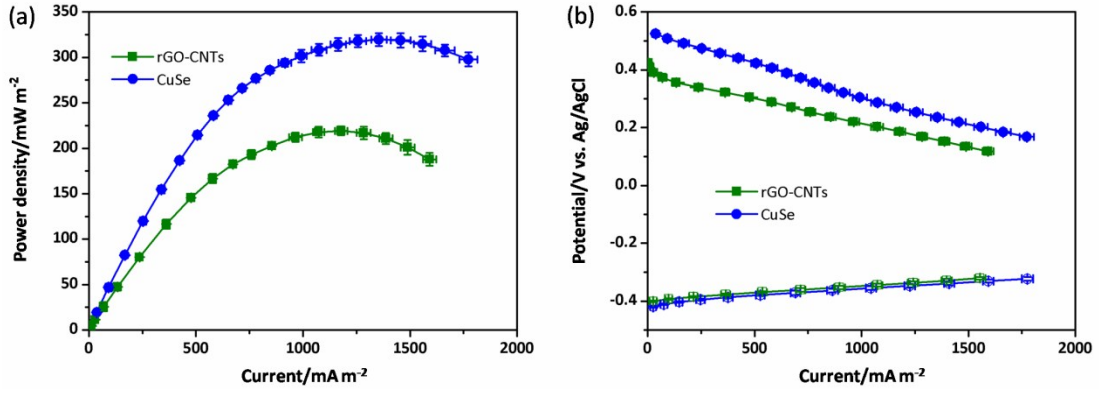 (a)
350
300
250
200
150
100
50
0
Power density/mW m-2
rGO-CNTs
CuSe
0 500 1000 1500 2000
Current/mA m-2
(b)
0.6
0.4
0.2
0.0
-0.2
-0.4
Potential/V vs. Ag/AgCl
rGO-CNTs
CuSe
0 500 1000 1500 2000
Current/mA m-2